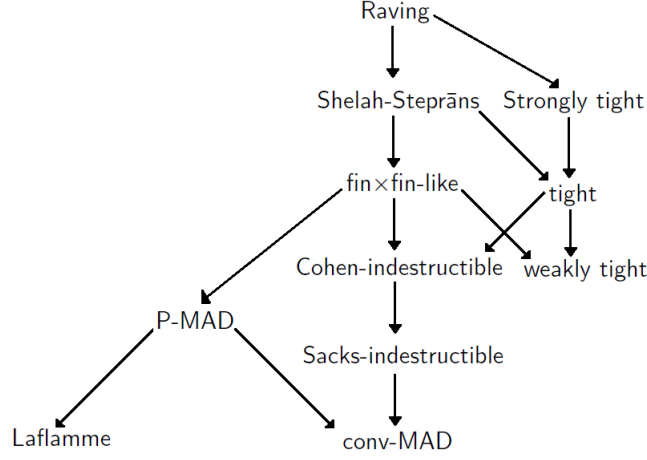 Raving
Shelah-Steprāns
Strongly tight
fin×fin-like
tight
Cohen-indestructible
weakly tight
P-MAD
Sacks-indestructible
Laflamme
conv-MAD